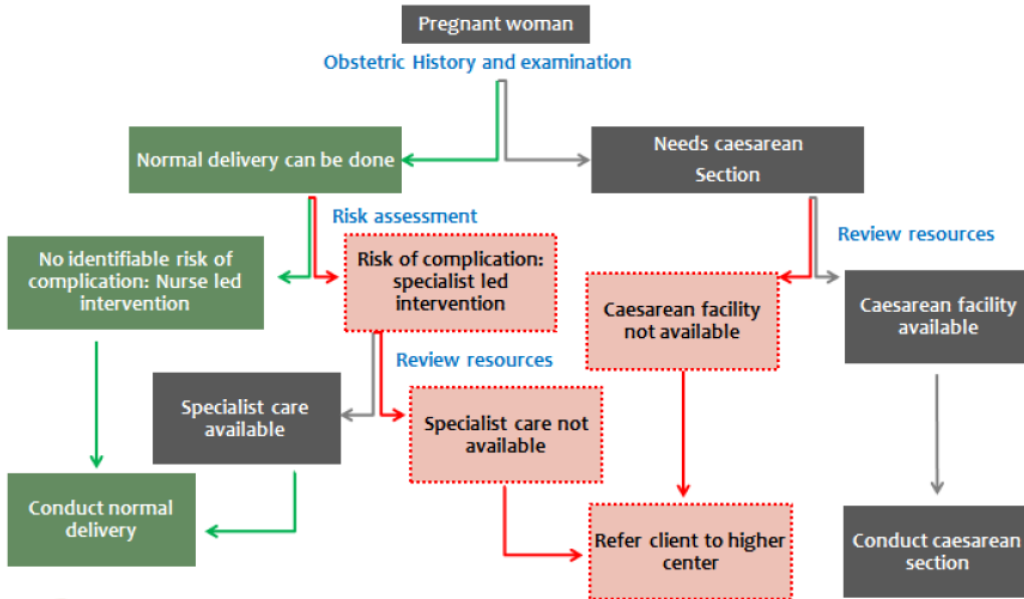 Pregnant woman
Obstetric History and examination
Normal delivery can be done
Needs caesarean
Section
Risk assessment
Review resources
No identifiable risk of
complication: Nurse led
intervention
Risk of complication:
specialist led
intervention
Caesarean facility
not available
Caesarean facility
available
Review resources
Specialist care
available
Specialist care not
available
Conduct normal
delivery
Refer client to higher
center
Conduct caesarean
section